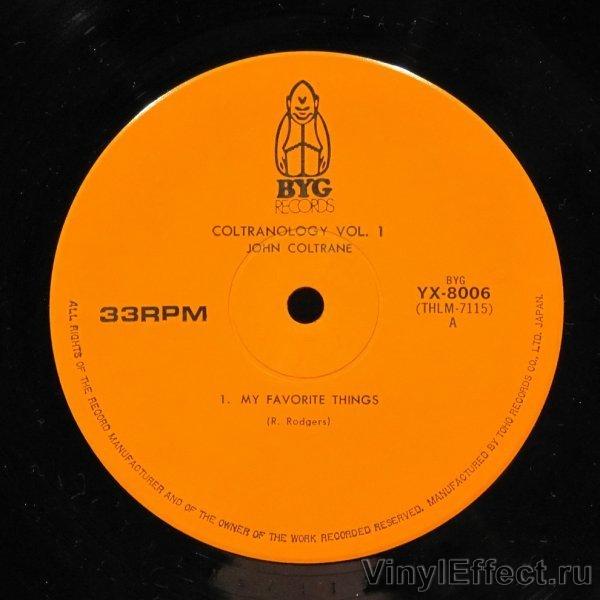 BYG
RECORDS
COLTRANOLOGY VOL. 1
JOHN COLTRANE
33RPM
BYG
YX-8006
(THLM-7115)
A
1. MY FAVORITE THINGS
(R. Rodgers)
ALL RIGHTS OF THE RECORD MANUFACTURER AND OF THE OWNER OF THE WORK RECORDED RESERVED. MANUFACTURED BY TOHO RECORDS CO., LTD. JAPAN.
VinylEffect.ru